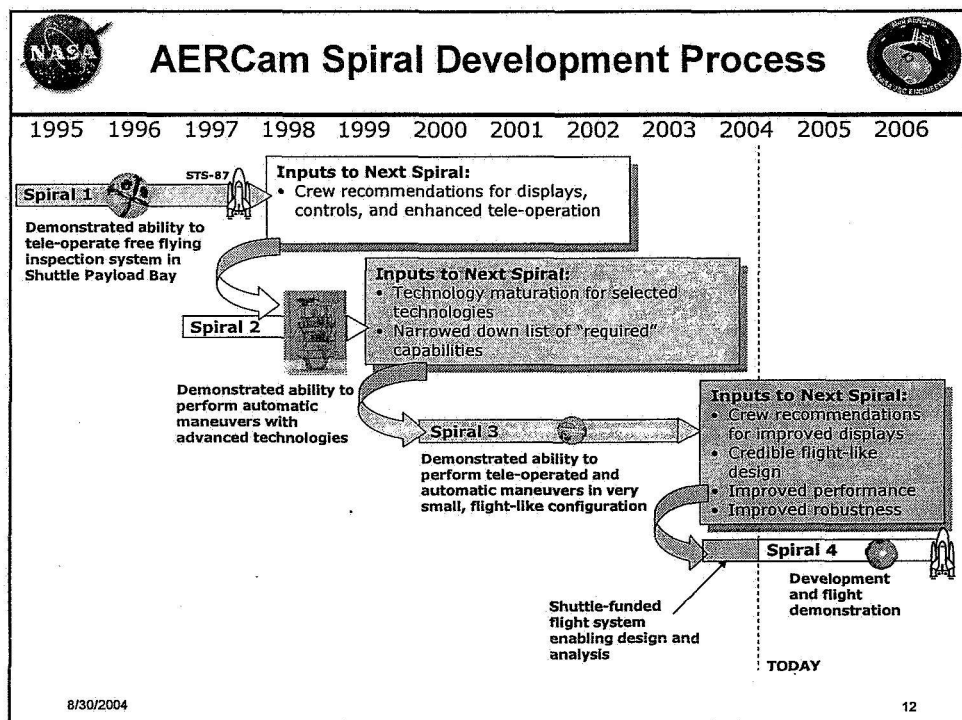 NASA
AERCam Spiral Development Process
1995 1996 1997 1998 1999 2000 2001 2002 2003 2004 2005 2006
Spiral 1
STS-87
Inputs to Next Spiral:
• Crew recommendations for displays,
controls, and enhanced tele-operation
Demonstrated ability to
tele-operate free flying
inspection system in
Shuttle Payload Bay
Spiral 2
Inputs to Next Spiral:
• Technology maturation for selected
technologies
• Narrowed down list of "required"
capabilities
Demonstrated ability to
perform automatic
maneuvers with
advanced technologies
Spiral 3
Inputs to Next Spiral:
• Crew recommendations
for improved displays
• Credible flight-like
design
• Improved performance
• Improved robustness
Demonstrated ability to
perform tele-operated and
automatic maneuvers in very
small, flight-like configuration
Spiral 4
Development
and flight
demonstration
Shuttle-funded
flight system
enabling design and
analysis
TODAY
8/30/2004
12